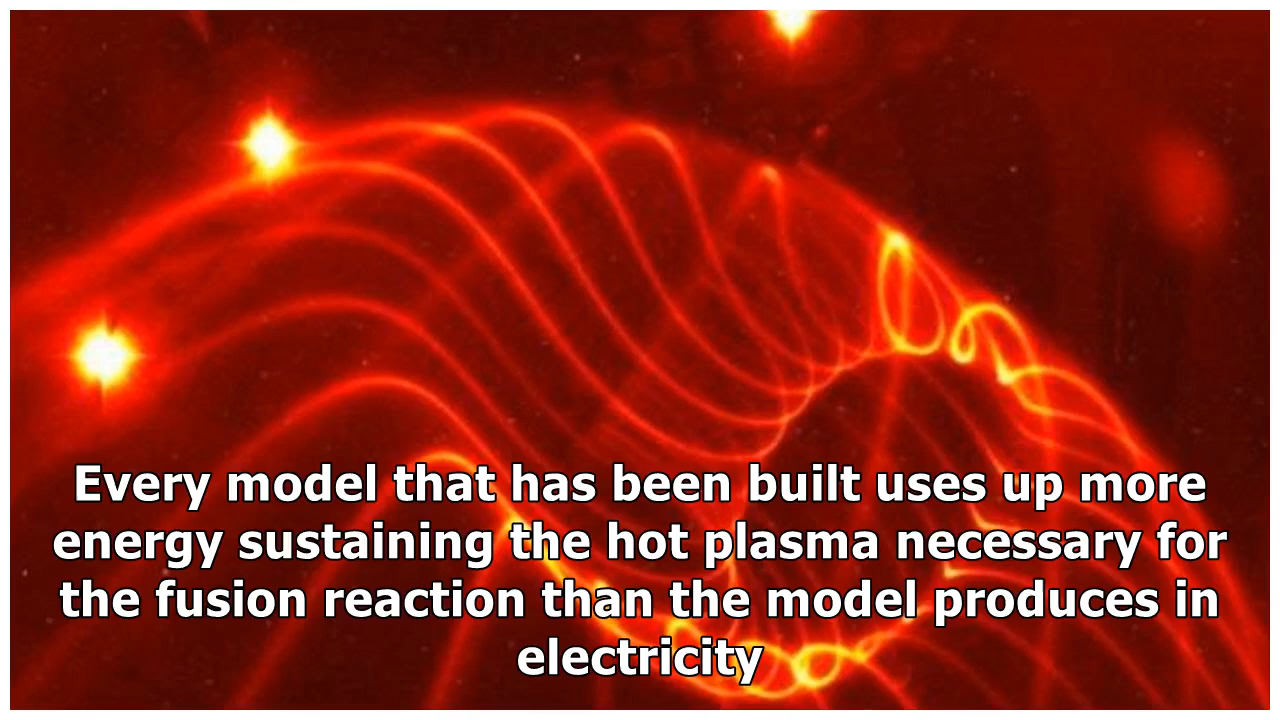 Every model that has been built uses up more
energy sustaining the hot plasma necessary for
the fusion reaction than the model produces in
electricity